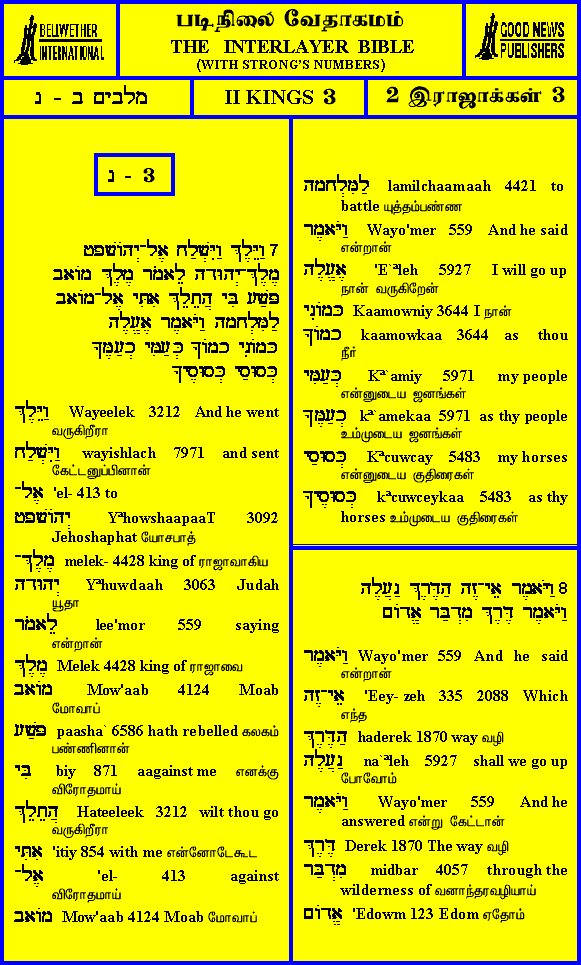 BELLWETHER
INTERNATIONAL
படிநிலை வேதாகமம்
THE INTERLAYER BIBLE
(WITH STRONG'S NUMBERS)
GOOD NEWS
PUBLISHERS
מלכים ב - נ
II KINGS 3
2 இராஜாக்கள் 3
נ - 3
7 וַיֵּלֶךְ וַיִּשְׁלַח אֶל־יְהוֹשָׁפָט
מֶלֶךְ־יְהוּדָה לֵאמֹר מֶלֶךְ מוֹאָב
פָּשַׁע בִּי הֲתֵלֵךְ אִתִּי אֶל־מוֹאָב
לַמִּלְחָמָה וַיֹּאמֶר אֶעֱלֶה
כָּמוֹנִי כָמוֹךָ כְּעַמִּי כְעַמֶּךָ
כְּסוּסַי כְּסוּסֶיךָ
וַיֵּלֶךְ Wayeelek 3212 And he went
வருகிறீரா
וַיִּשְׁלַח wayishlach 7971 and sent
கேட்டனுப்பினான்
אֶל־ 'el- 413 to
יְהוֹשָׁפָט YªhowshaapaaT 3092
Jehoshaphat யோசபாத்
מֶלֶךְ־ melek- 4428 king of ராஜாவாகிய
יְהוּדָה Yªhuwdaah 3063 Judah
யூதா
לֵאמֹר lee'mor 559 saying
என்றான்
מֶלֶךְ Melek 4428 king of ராஜாவை
מוֹאָב Mow'aab 4124 Moab
மோவாப்
פָּשַׁע paasha` 6586 hath rebelled கலகம்
பண்ணினான்
בִּי biy 871 aagainst me எனக்கு
விரோதமாய்
הֲתֵלֵךְ Hateeleek 3212 wilt thou go
வருகிறீரா
אִתִּי 'itiy 854 with me என்னோடேகூட
אֶל־ 'el- 413 against
விரோதமாய்
מוֹאָב Mow'aab 4124 Moab மோவாப்
לַמִּלְחָמָה lamilchaamaah 4421 to
battle யுத்தம்பண்ண
וַיֹּאמֶר Wayo'mer 559 And he said
என்றான்
אֶעֱלֶה 'E`ªleh 5927 I will go up
நான் வருகிறேன்
כָּמוֹנִי Kaamowniy 3644 I நான்
כָמוֹךָ kaamowkaa 3644 as thou
நீர்
כְּעַמִּי Kª`amiy 5971 my people
என்னுடைய ஜனங்கள்
כְעַמֶּךָ kª`amekaa 5971 as thy people
உம்முடைய ஜனங்கள்
כְּסוּסַי Kªcuwcay 5483 my horses
என்னுடைய குதிரைகள்
כְּסוּסֶיךָ kªcuwceykaa 5483 as thy
horses உம்முடைய குதிரைகள்
8 וַיֹּאמֶר אֵי־זֶה הַדֶּרֶךְ נַעֲלֶה
וַיֹּאמֶר דֶּרֶךְ מִדְבַּר אֱדוֹם
וַיֹּאמֶר Wayo'mer 559 And he said
என்றான்
אֵי־זֶה 'Eey- zeh 335 2088 Which
எந்த
הַדֶּרֶךְ haderek 1870 way வழி
נַעֲלֶה na`ªleh 5927 shall we go up
போவோம்
וַיֹּאמֶר Wayo'mer 559 And he
answered என்று கேட்டான்
דֶּרֶךְ Derek 1870 The way வழி
מִדְבַּר midbar 4057 through the
wilderness of வனாந்தரவழியாய்
אֱדוֹם 'Edowm 123 Edom ஏதோம்